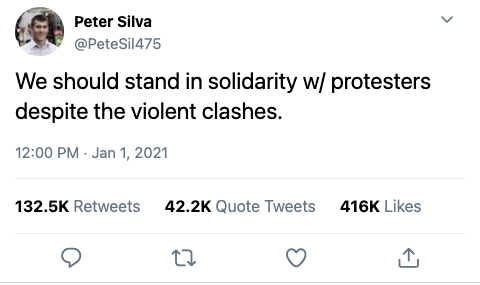 Peter Silva
@PeteSil475
We should stand in solidarity w/ protesters
despite the violent clashes.
12:00 PM · Jan 1, 2021
132.5K Retweets 42.2K Quote Tweets 416K Likes